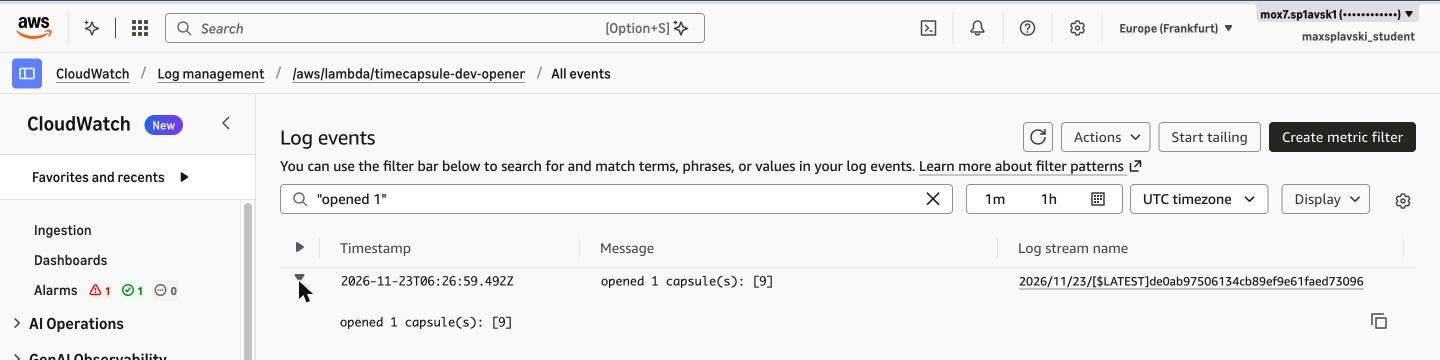 aws
Search [Option+S]
Europe (Frankfurt)
mox7.sp1avsk1 (••••••••••••)
maxsplavski_student
CloudWatch / Log management / /aws/lambda/timecapsule-dev-opener / All events
CloudWatch New
Favorites and recents
Ingestion
Dashboards
Alarms 1 1 0
AI Operations
GenAI Observability
Log events
Actions Start tailing Create metric filter
You can use the filter bar below to search for and match terms, phrases, or values in your log events. Learn more about filter patterns
"opened 1" 1m 1h UTC timezone Display
Timestamp Message Log stream name
2026-11-23T06:26:59.492Z opened 1 capsule(s): [9] 2026/11/23/[$LATEST]de0ab97506134cb89ef9e61faed73096
opened 1 capsule(s): [9]